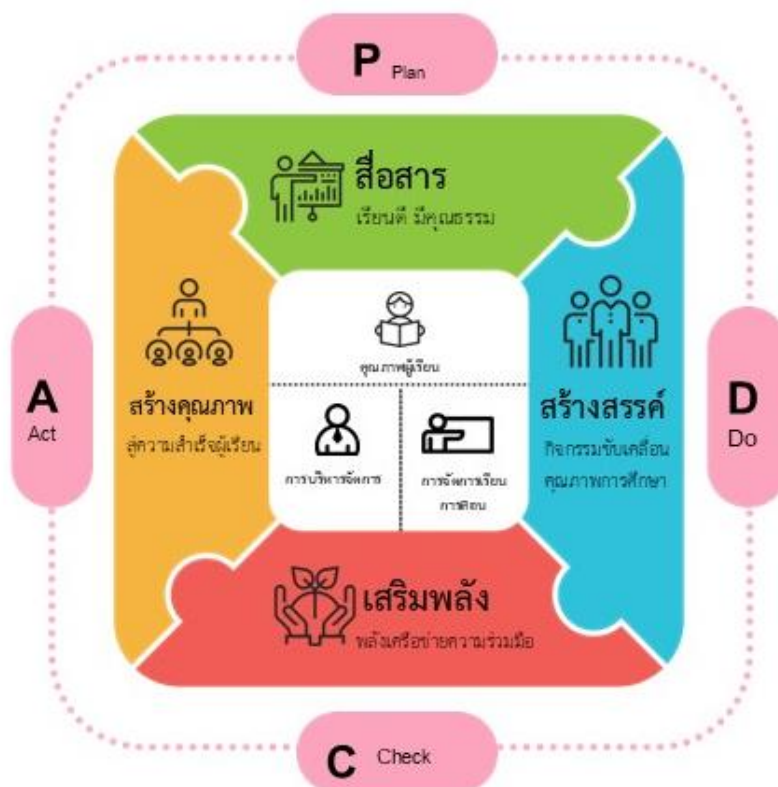 P Plan
สื่อสาร
เรียนดี มีคุณธรรม
A
Act
สร้างคุณภาพ
สู่ความสำเร็จผู้เรียน
คุณภาพผู้เรียน
การบริหารจัดการ
การจัดการเรียน
การสอน
สร้างสรรค์
กิจกรรมขับเคลื่อน
คุณภาพการศึกษา
D
Do
เสริมพลัง
พลังเครือข่ายความร่วมมือ
C Check